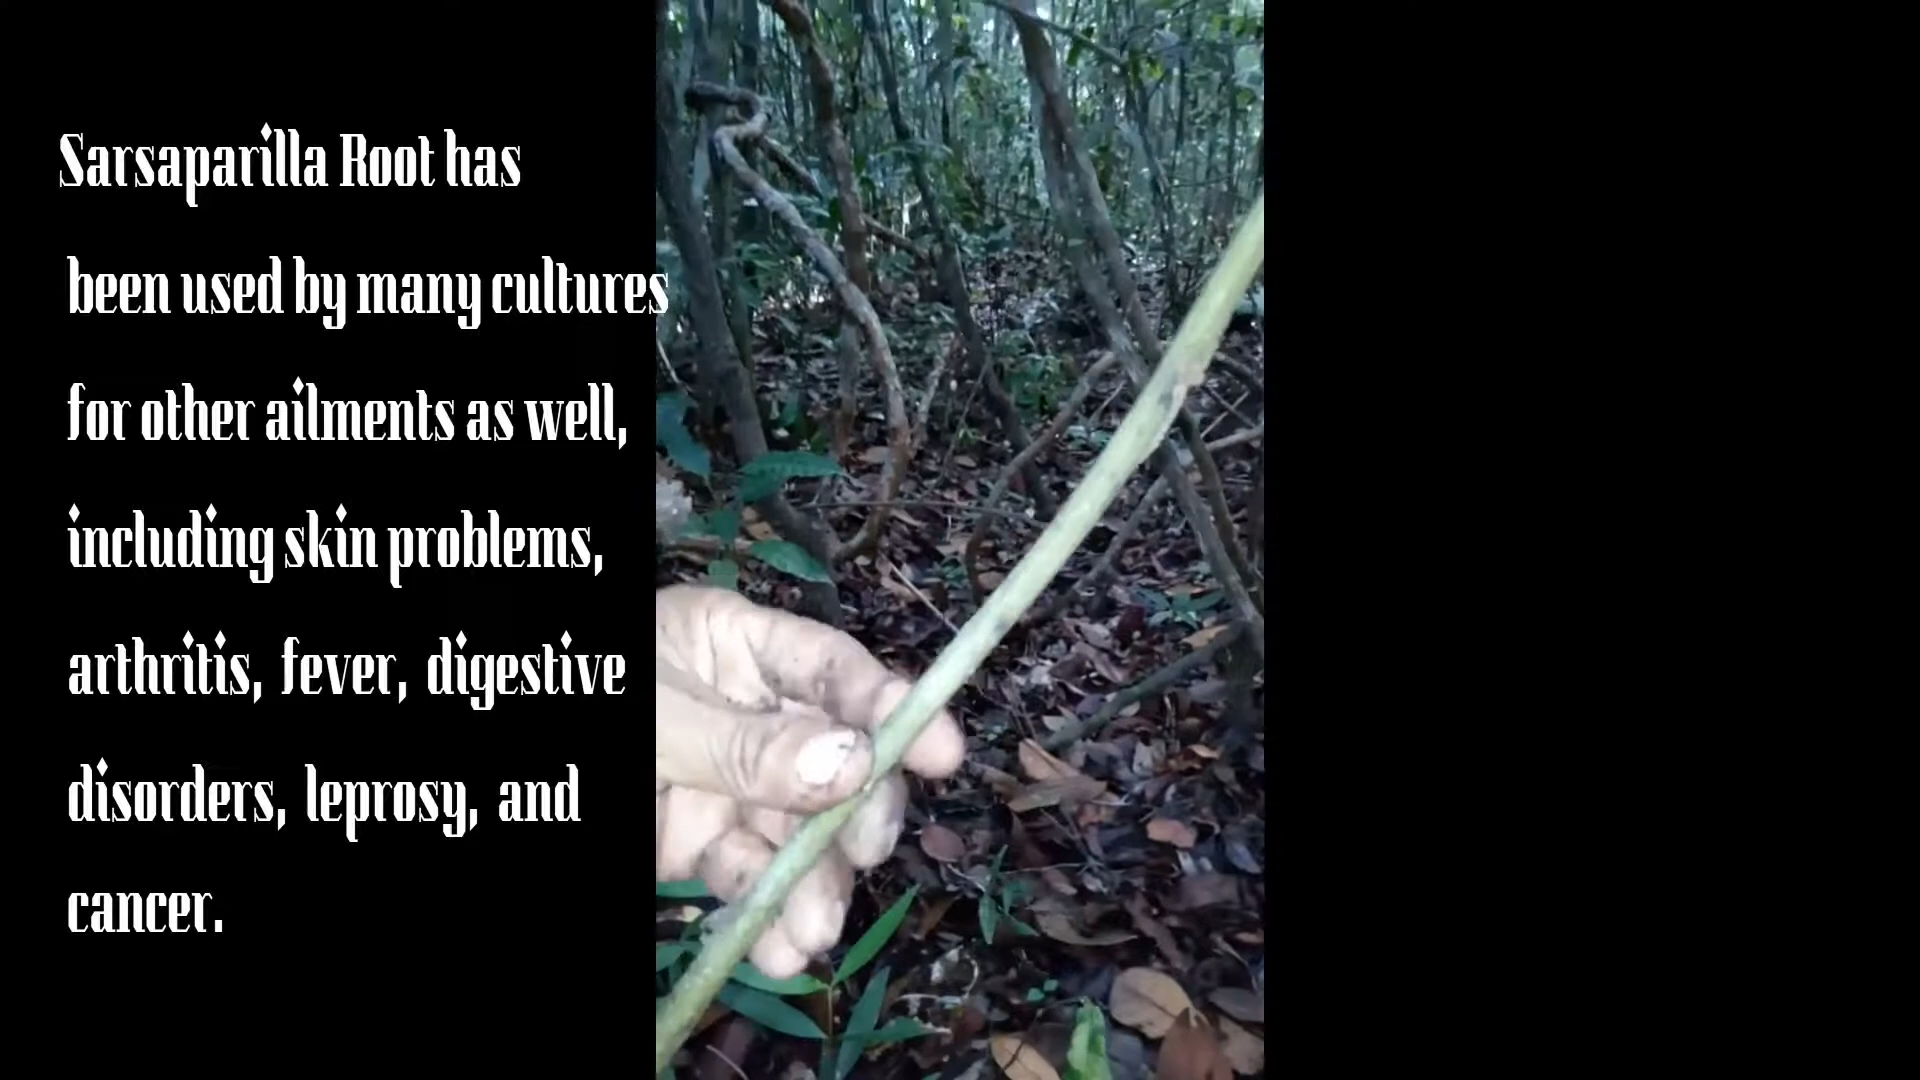 Sarsaparilla Root has
been used by many cultures
for other ailments as well,
including skin problems,
arthritis, fever, digestive
disorders, leprosy, and
cancer.